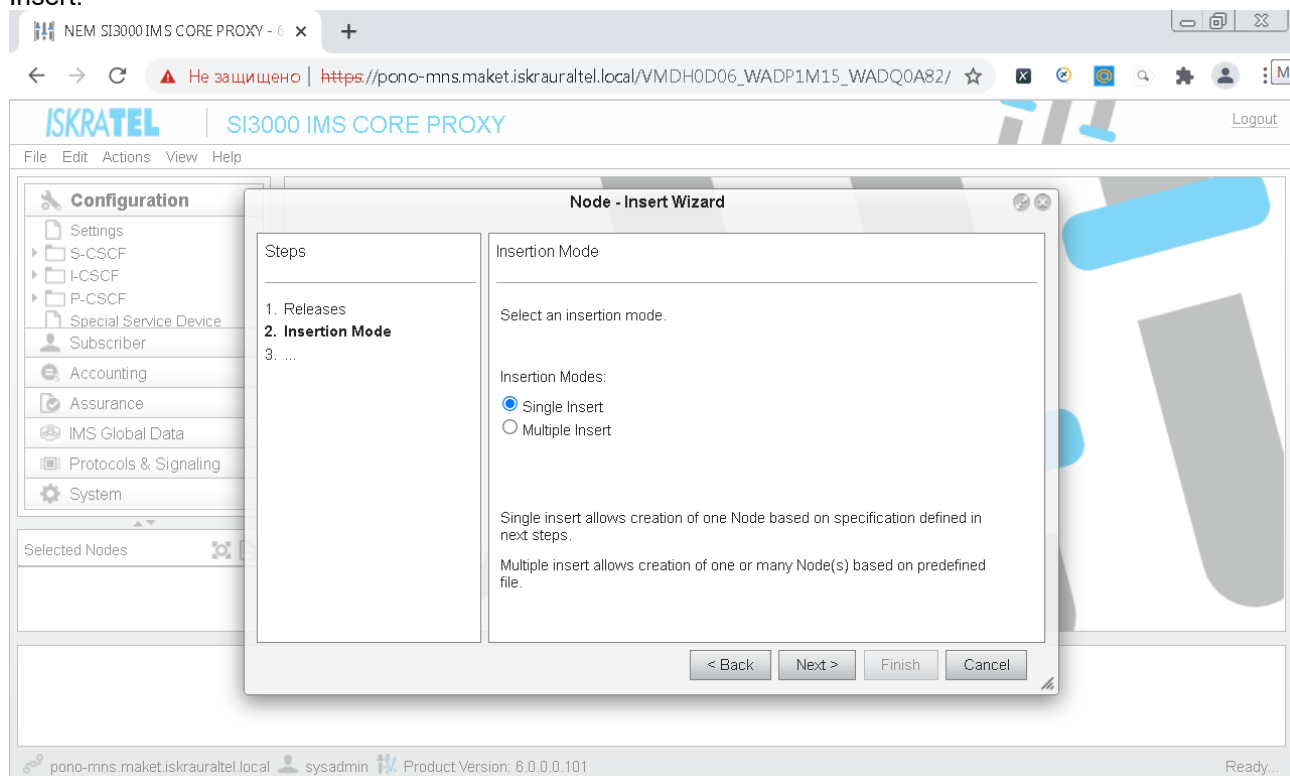 Insert.
NEM SI3000 IMS CORE PROXY - 6
Не защищено | https://pono-mns.maket.iskrauraltel.local/VMDH0D06_WADP1M15_WADQ0A82/
ISKRATEL
SI3000 IMS CORE PROXY
Logout
File Edit Actions View Help
Configuration
Settings
S-CSCF
I-CSCF
P-CSCF
Special Service Device
Subscriber
Accounting
Assurance
IMS Global Data
Protocols & Signaling
System
Selected Nodes
Node - Insert Wizard
Steps
1. Releases
2. Insertion Mode
3. ...
Insertion Mode
Select an insertion mode.
Insertion Modes:
Single Insert
Multiple Insert
Single insert allows creation of one Node based on specification defined in
next steps.
Multiple insert allows creation of one or many Node(s) based on predefined
file.
< Back Next > Finish Cancel
pono-mns.maket.iskrauraltel.local sysadmin Product Version: 6.0.0.0.101 Ready...